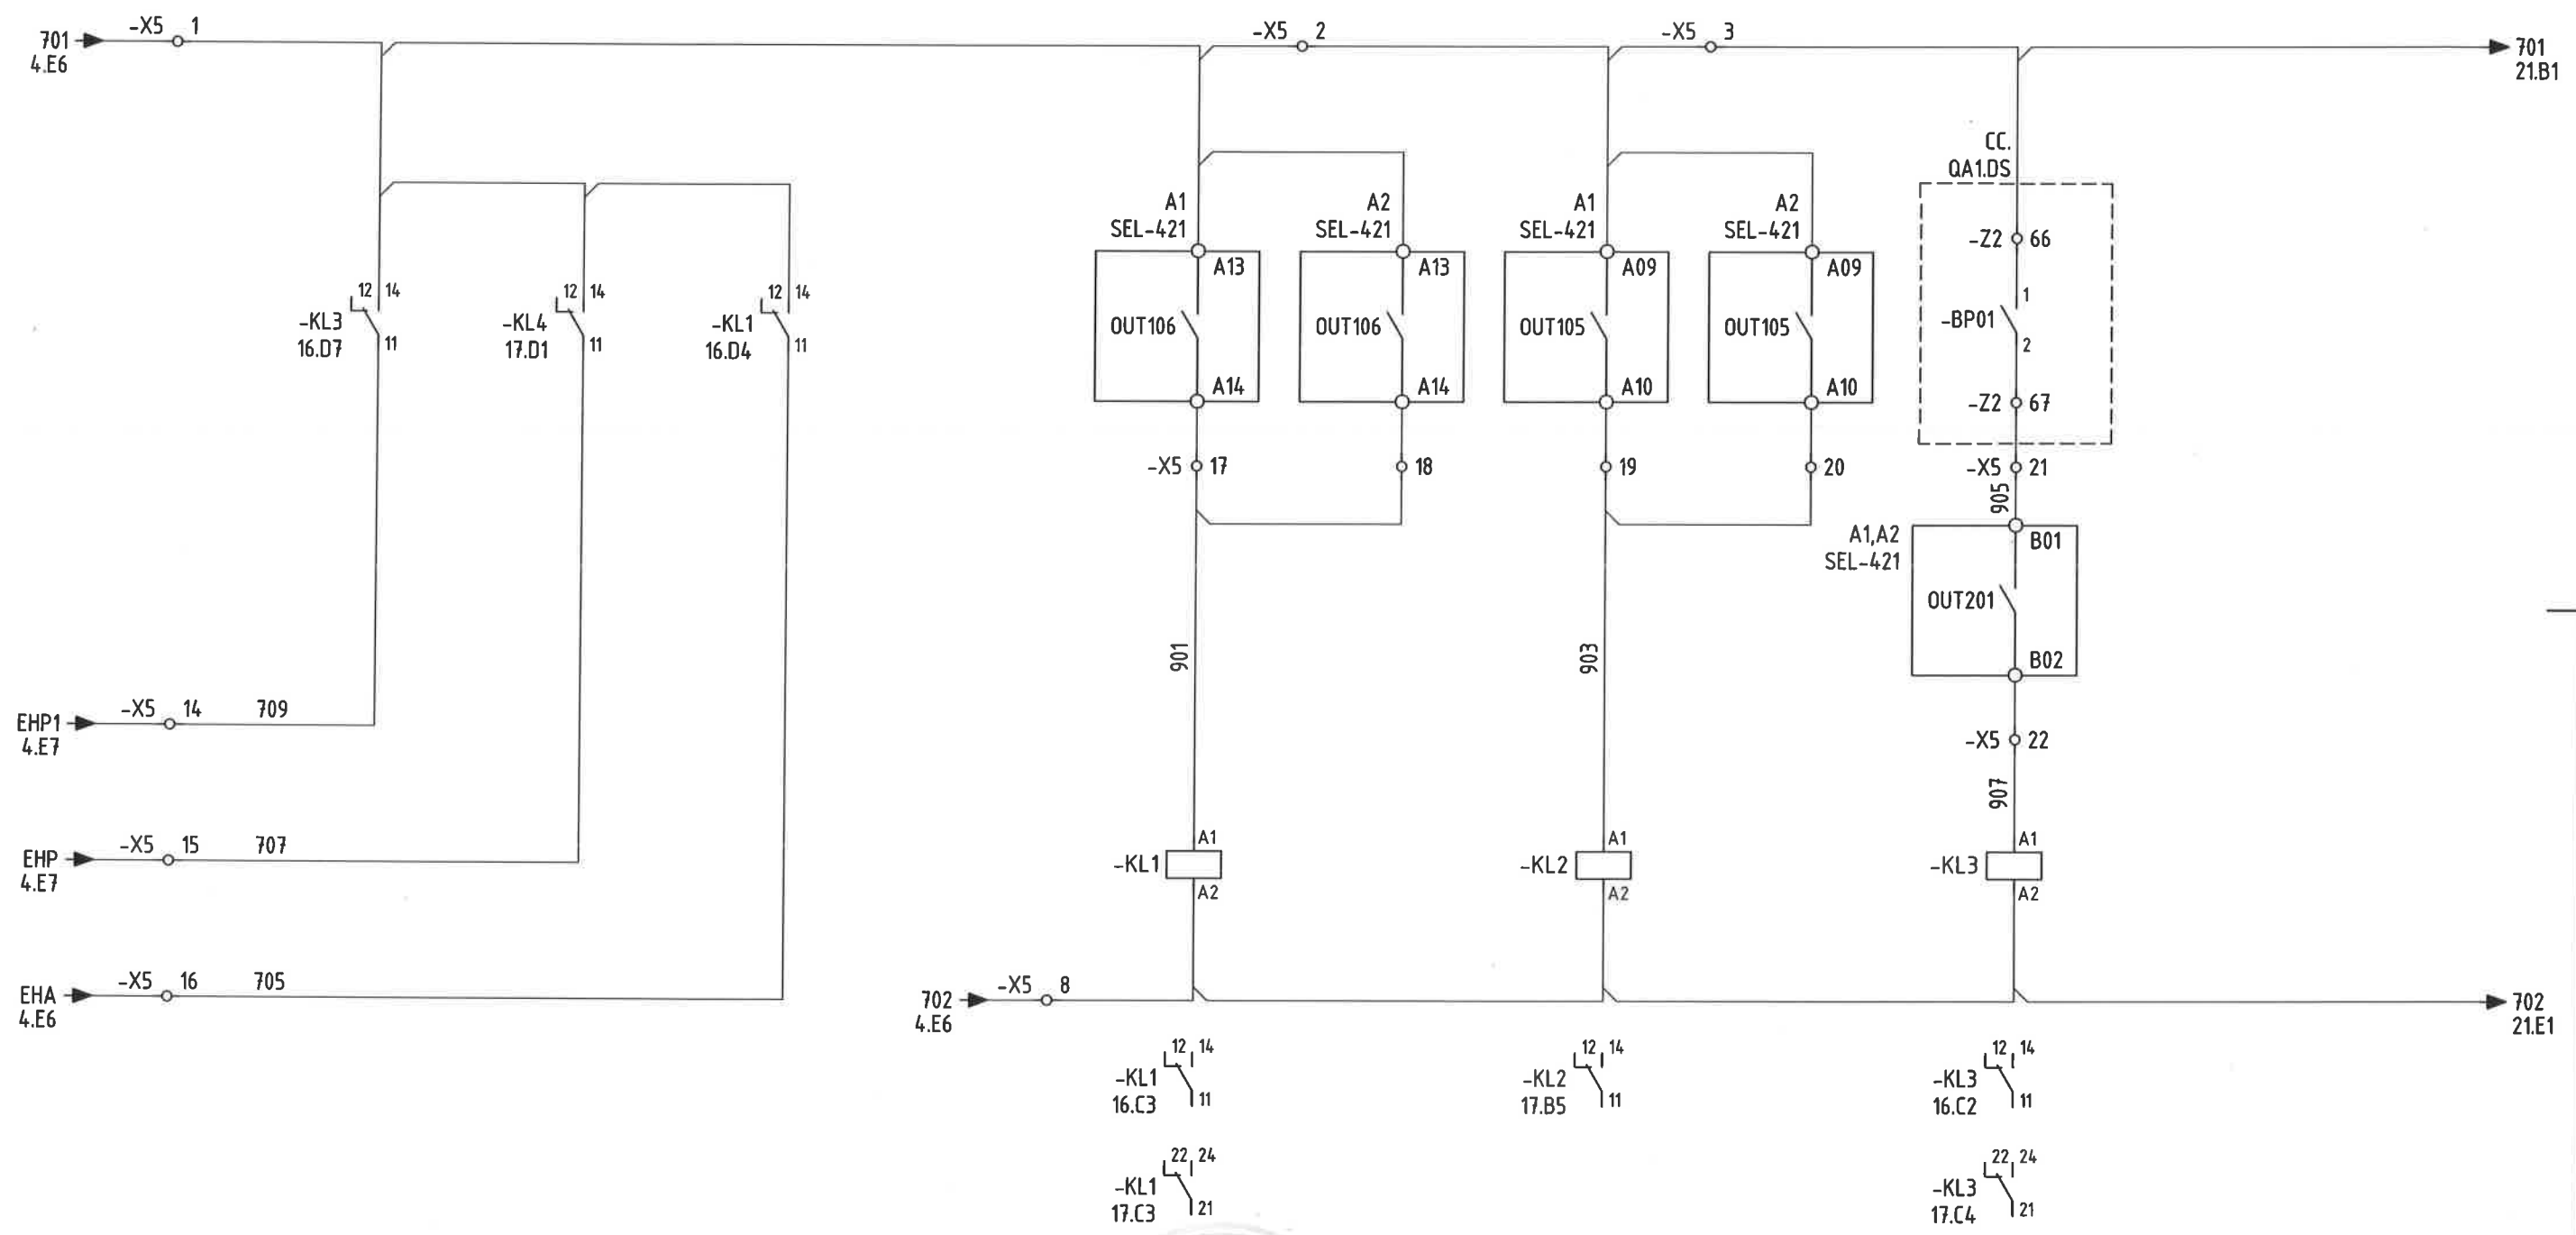 701
4.E6
-X5 1
-X5 2
-X5 3
701
21.B1
12 14
-KL3
16.D7
11
12 14
-KL4
17.D1
11
12 14
-KL1
16.D4
11
A1
SEL-421
A13
OUT106
A14
-X5 17
A2
SEL-421
A13
OUT106
A14
18
A1
SEL-421
A09
OUT105
A10
19
A2
SEL-421
A09
OUT105
A10
20
CC.
QA1.DS
-Z2 66
1
-BP01
2
-Z2 67
-X5 21
905
A1,A2
SEL-421
B01
OUT201
B02
-X5 22
907
901
903
EHP1
4.E7
-X5 14 709
EHP
4.E7
-X5 15 707
EHA
4.E6
-X5 16 705
A1
-KL1
A2
A1
-KL2
A2
A1
-KL3
A2
702
4.E6
-X5 8
702
21.E1
12 14
-KL1
16.C3
11
12 14
-KL2
17.B5
11
12 14
-KL3
16.C2
11
22 24
-KL1
17.C3
21
22 24
-KL3
17.C4
21